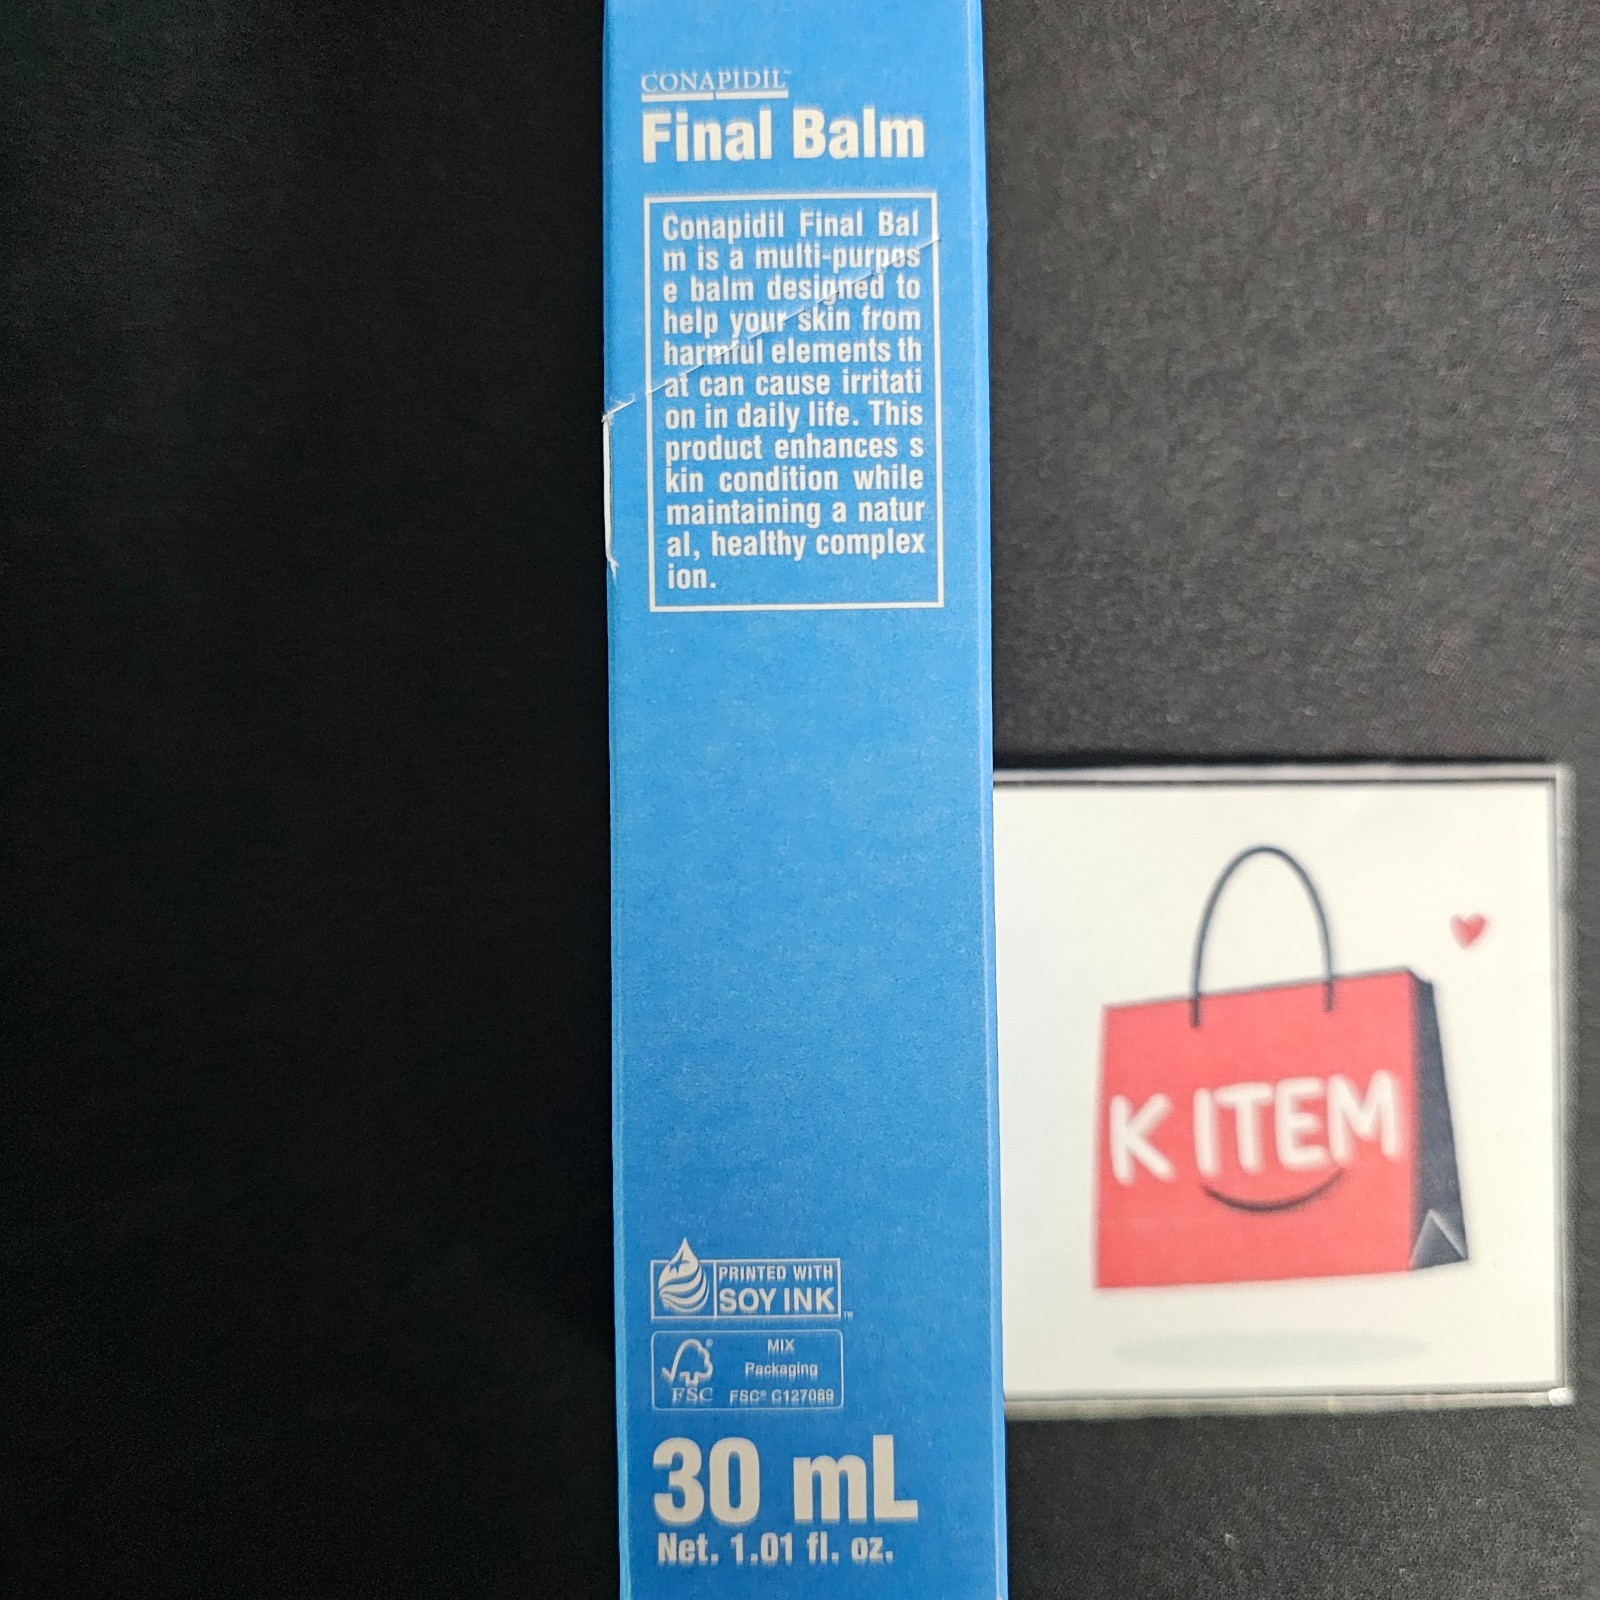 CONAPIDIL™
Final Balm
Conapidil Final Bal
m is a multi-purpos
e balm designed to
help your skin from
harmful elements th
at can cause irritati
on in daily life. This
product enhances s
kin condition while
maintaining a natur
al, healthy complex
ion.
PRINTED WITH
SOY INK™
MIX
Packaging
FSC® C127089
FSC
30 mL
Net. 1.01 fl. oz.
K ITEM